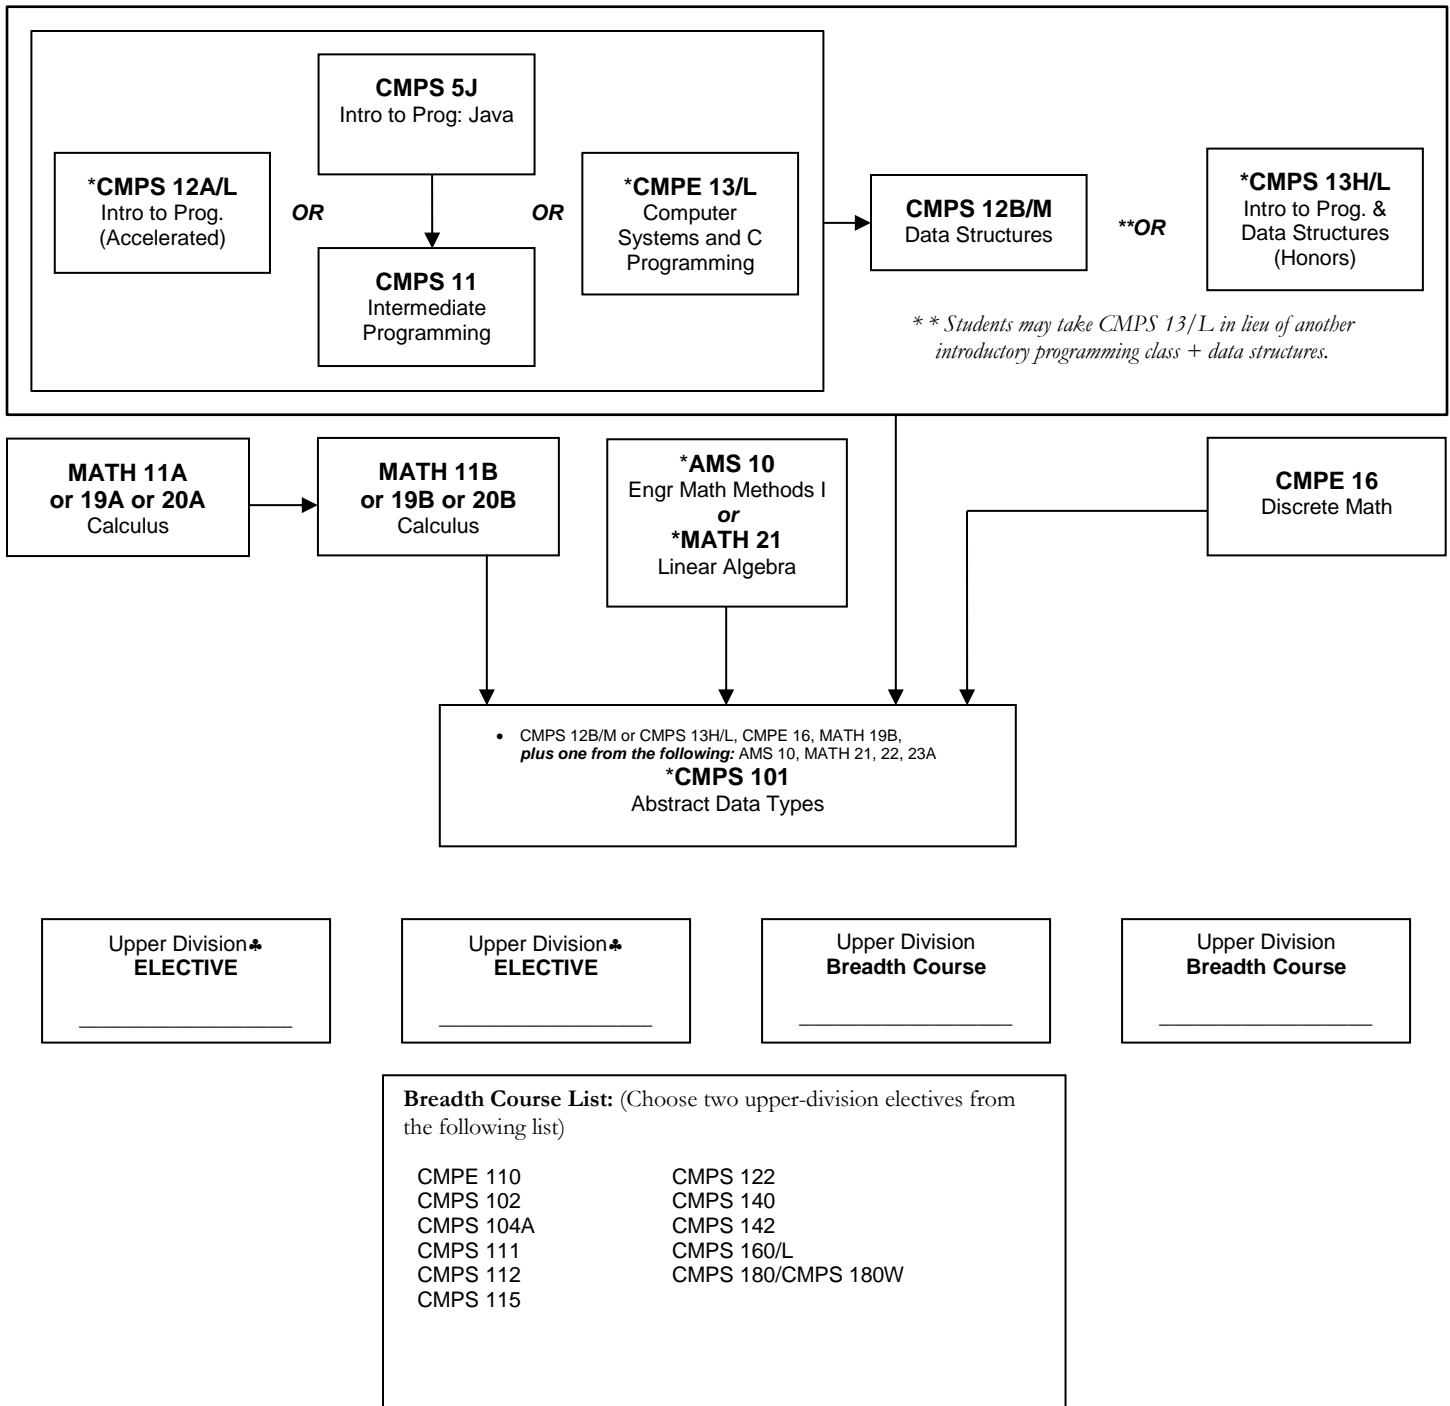 CMPS 5J
Intro to Prog: Java
*CMPS 12A/L
Intro to Prog.
(Accelerated)
OR
CMPS 11
Intermediate
Programming
OR
*CMPE 13/L
Computer
Systems and C
Programming
CMPS 12B/M
Data Structures
**OR
*CMPS 13H/L
Intro to Prog. &
Data Structures
(Honors)
* * Students may take CMPS 13/L in lieu of another
introductory programming class + data structures.
MATH 11A
or 19A or 20A
Calculus
MATH 11B
or 19B or 20B
Calculus
*AMS 10
Engr Math Methods I
or
*MATH 21
Linear Algebra
CMPE 16
Discrete Math
• CMPS 12B/M or CMPS 13H/L, CMPE 16, MATH 19B,
plus one from the following: AMS 10, MATH 21, 22, 23A
*CMPS 101
Abstract Data Types
Upper Division♣
ELECTIVE
Upper Division♣
ELECTIVE
Upper Division
Breadth Course
Upper Division
Breadth Course
Breadth Course List: (Choose two upper-division electives from
the following list)
CMPE 110
CMPS 102
CMPS 104A
CMPS 111
CMPS 112
CMPS 115
CMPS 122
CMPS 140
CMPS 142
CMPS 160/L
CMPS 180/CMPS 180W